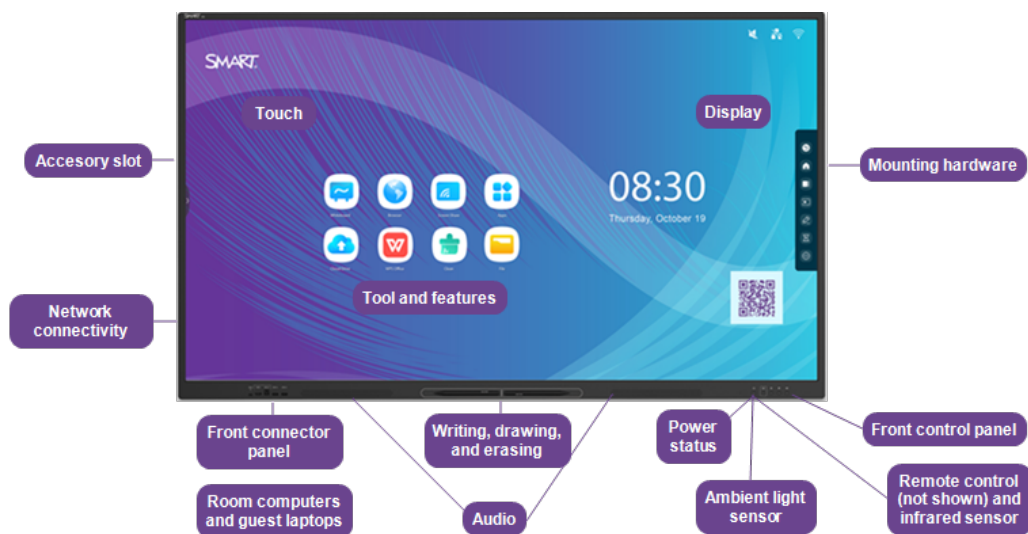 SMART
SMART
Touch
Display
Accesory slot
Mounting hardware
08:30
Thursday, October 19
Tool and features
Network
connectivity
Front connector
panel
Writing, drawing,
and erasing
Power
status
Front control panel
Room computers
and guest laptops
Audio
Ambient light
sensor
Remote control
(not shown) and
infrared sensor